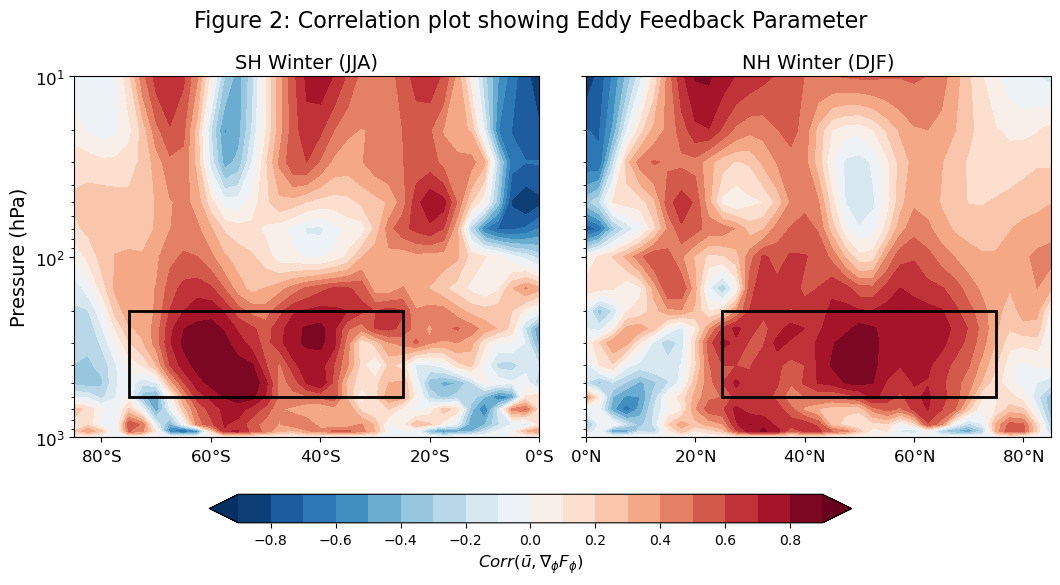 Figure 2: Correlation plot showing Eddy Feedback Parameter
SH Winter (JJA)
NH Winter (DJF)
Pressure (hPa)
10¹
10²
10³
80°S 60°S 40°S 20°S 0°S
0°N 20°N 40°N 60°N 80°N
−0.8 −0.6 −0.4 −0.2 0.0 0.2 0.4 0.6 0.8
Corr(ū, ∇ϕFϕ)